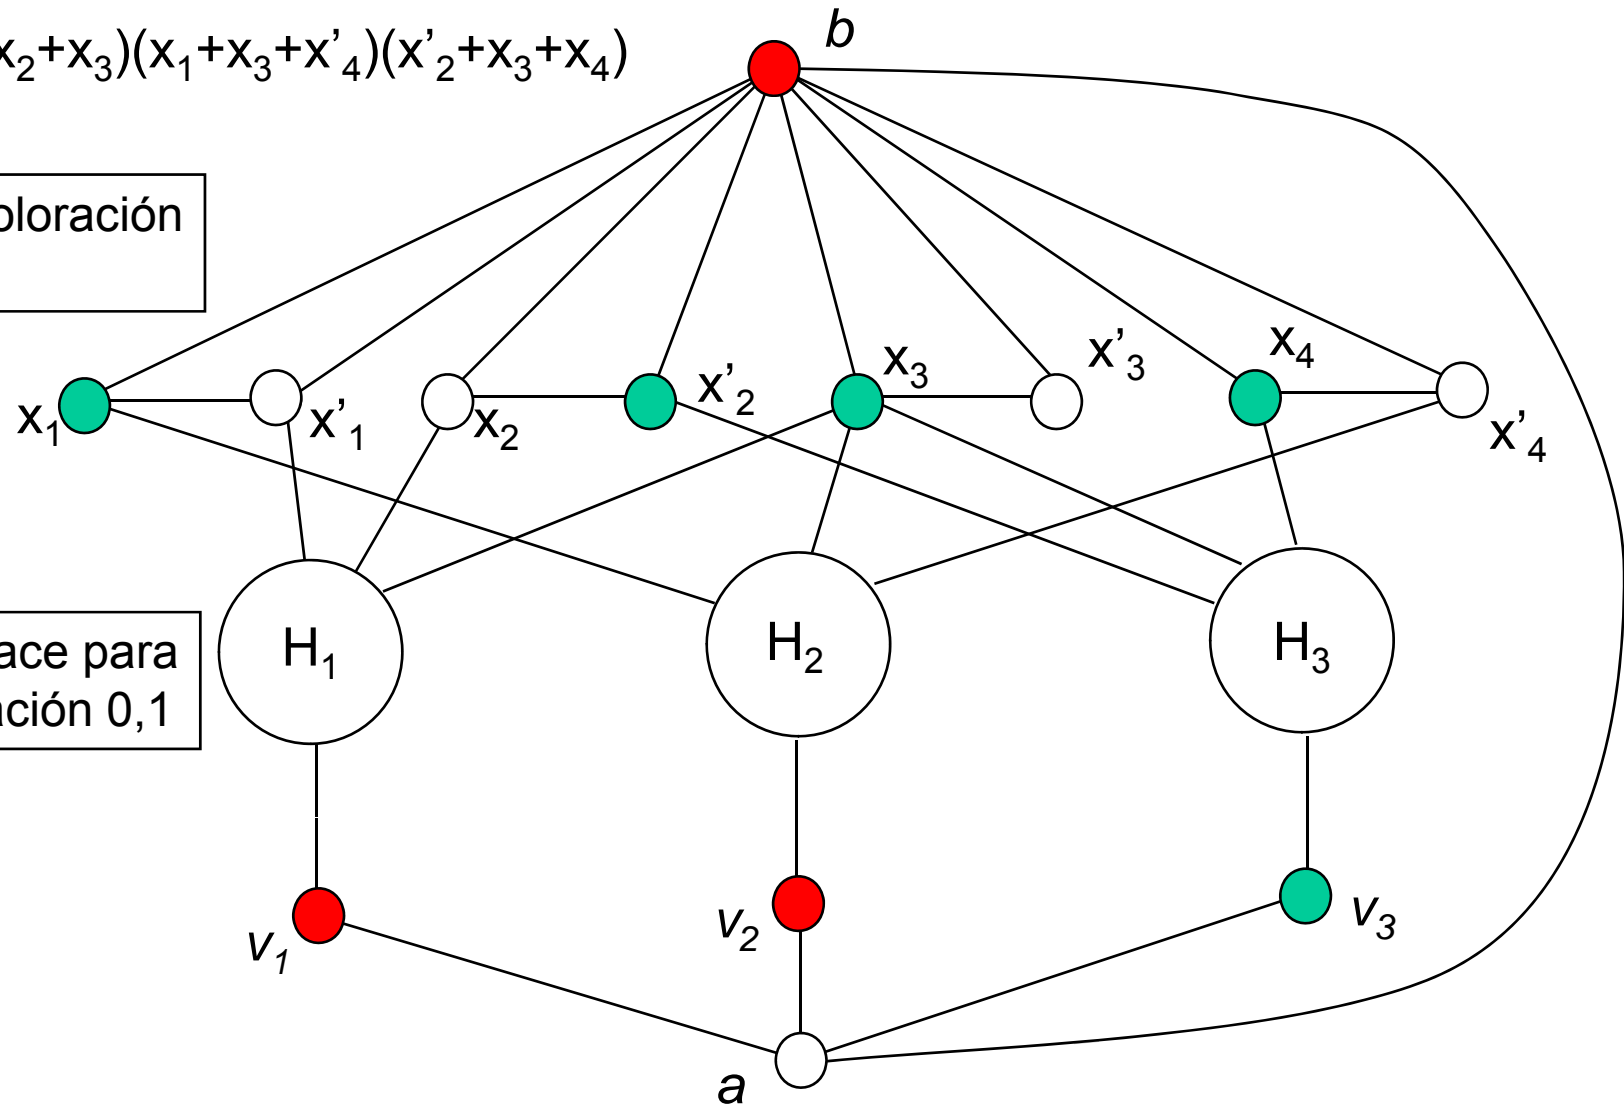 x₂+x₃)(x₁+x₃+x'₄)(x'₂+x₃+x₄)
b
oloración
x₁
x'₁
x₂
x'₂
x₃
x'₃
x₄
x'₄
H₁
H₂
H₃
ace para
ación 0,1
v₁
v₂
v₃
a